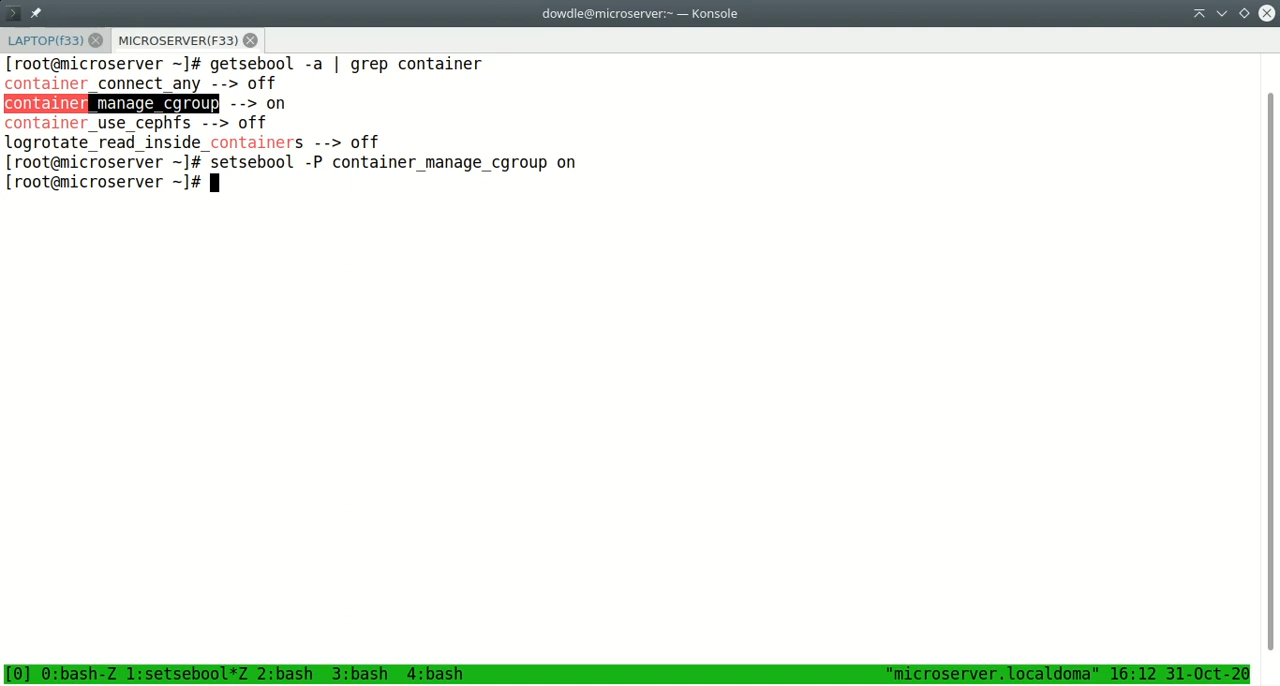 dowdle@microserver:~ — Konsole
LAPTOP(f33) MICROSERVER(F33)
[root@microserver ~]# getsebool -a | grep container
container_connect_any --> off
container_manage_cgroup --> on
container_use_cephfs --> off
logrotate_read_inside_containers --> off
[root@microserver ~]# setsebool -P container_manage_cgroup on
[root@microserver ~]#
[0] 0:bash-Z 1:setsebool*Z 2:bash  3:bash  4:bash "microserver.localdoma" 16:12 31-Oct-20